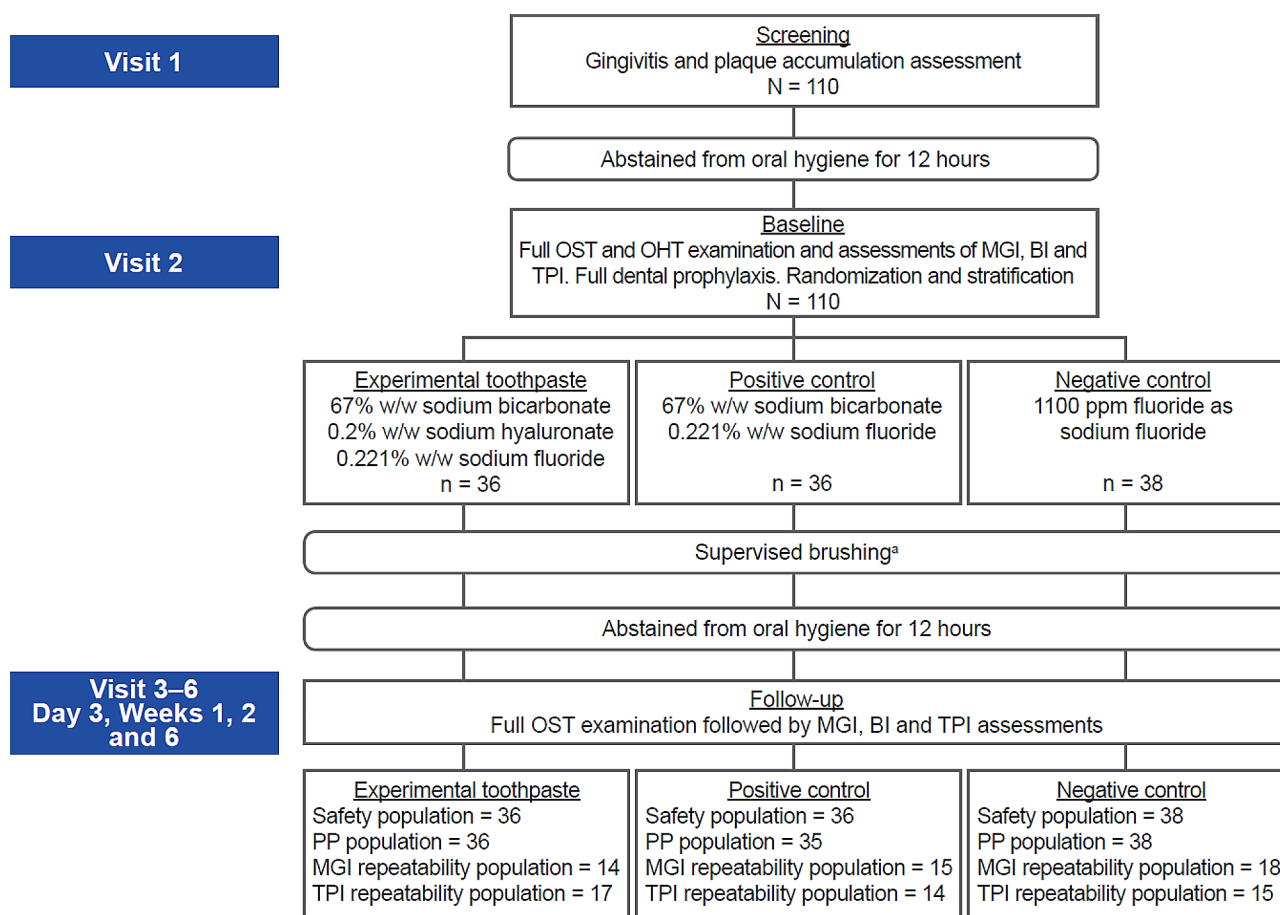 Visit 1
Screening
Gingivitis and plaque accumulation assessment
N = 110
Abstained from oral hygiene for 12 hours
Visit 2
Baseline
Full OST and OHT examination and assessments of MGI, BI and
TPI. Full dental prophylaxis. Randomization and stratification
N = 110
Experimental toothpaste
67% w/w sodium bicarbonate
0.2% w/w sodium hyaluronate
0.221% w/w sodium fluoride
n = 36
Positive control
67% w/w sodium bicarbonate
0.221% w/w sodium fluoride
n = 36
Negative control
1100 ppm fluoride as
sodium fluoride
n = 38
Supervised brushingᵃ
Abstained from oral hygiene for 12 hours
Visit 3–6
Day 3, Weeks 1, 2
and 6
Follow-up
Full OST examination followed by MGI, BI and TPI assessments
Experimental toothpaste
Safety population = 36
PP population = 36
MGI repeatability population = 14
TPI repeatability population = 17
Positive control
Safety population = 36
PP population = 35
MGI repeatability population = 15
TPI repeatability population = 14
Negative control
Safety population = 38
PP population = 38
MGI repeatability population = 18
TPI repeatability population = 15